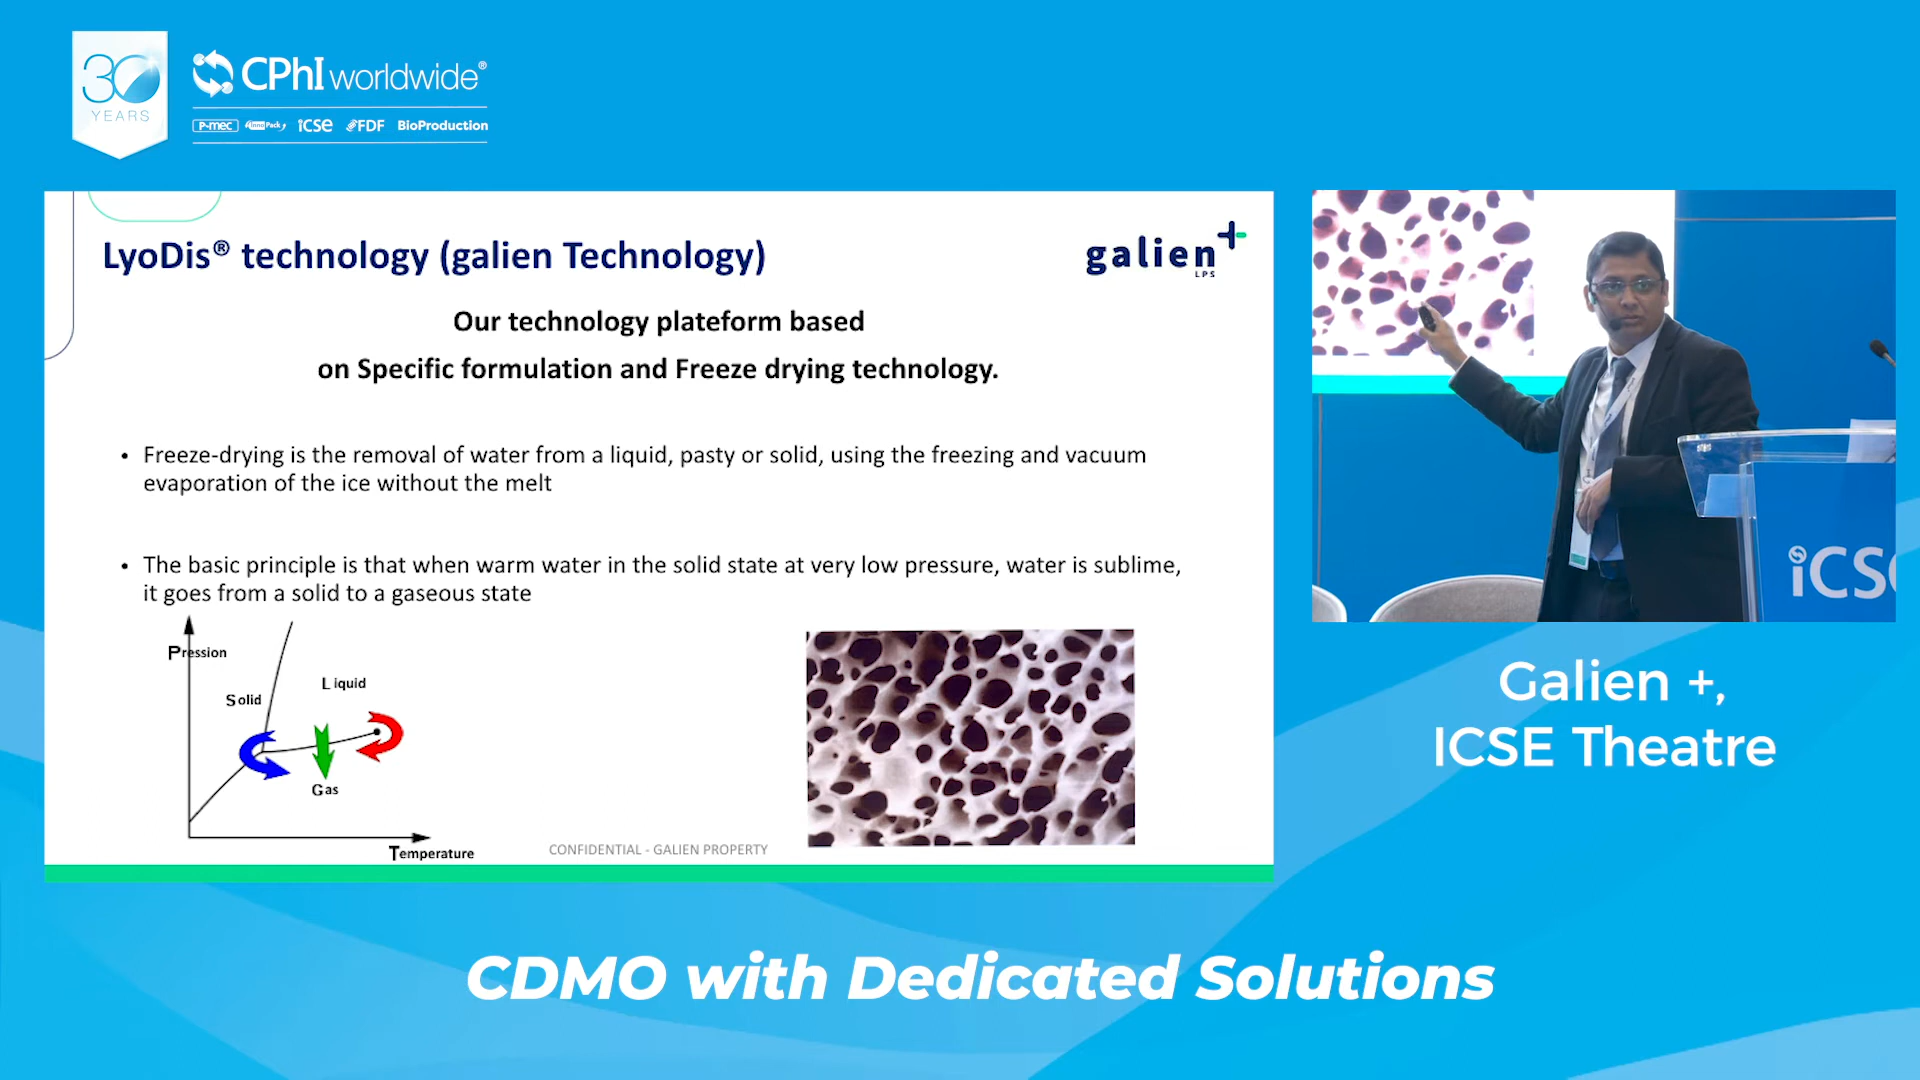 30
YEARS
CPhI worldwide®
P-mec InnoPack iCSE FDF BioProduction
LyoDis® technology (galien Technology)
galien+
LPS
Our technology plateform based
on Specific formulation and Freeze drying technology.
• Freeze-drying is the removal of water from a liquid, pasty or solid, using the freezing and vacuum
evaporation of the ice without the melt
• The basic principle is that when warm water in the solid state at very low pressure, water is sublime,
it goes from a solid to a gaseous state
Pression
Solid
Liquid
Gas
Temperature
CONFIDENTIAL - GALIEN PROPERTY
iCS
Galien +,
ICSE Theatre
CDMO with Dedicated Solutions